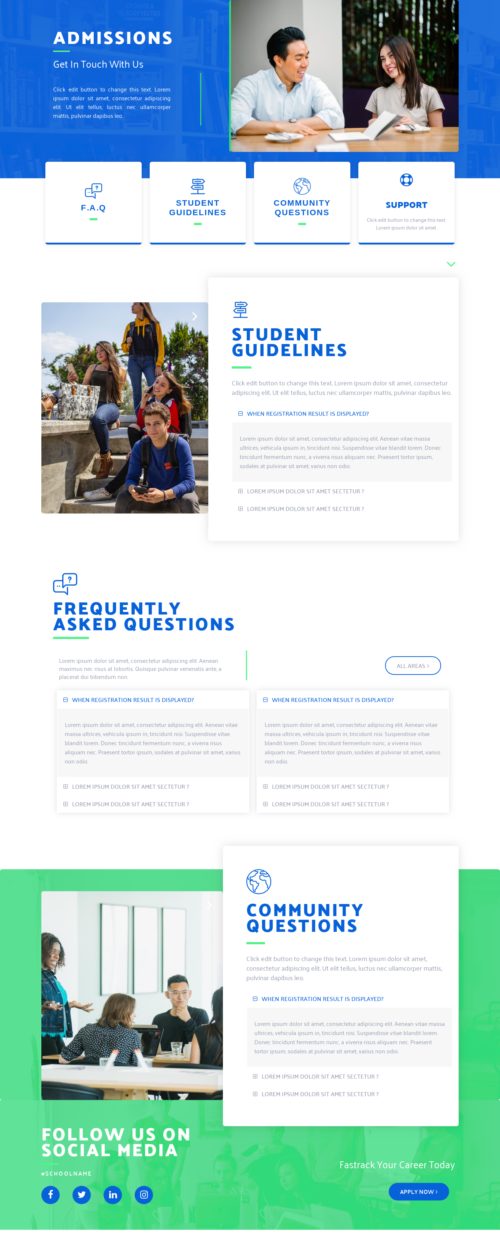 ADMISSIONS
Get In Touch With Us
Click edit button to change this text. Lorem
ipsum dolor sit amet, consectetur adipiscing
elit. Ut elit tellus, luctus nec ullamcorper
mattis, pulvinar dapibus leo.
F.A.Q
STUDENT
GUIDELINES
COMMUNITY
QUESTIONS
SUPPORT
Click edit button to change this text.
Lorem ipsum dolor sit amet
STUDENT
GUIDELINES
Click edit button to change this text. Lorem ipsum dolor sit amet, consectetur
adipiscing elit. Ut elit tellus, luctus nec ullamcorper mattis, pulvinar dapibus leo.
WHEN REGISTRATION RESULT IS DISPLAYED?
Lorem ipsum dolor sit amet, consectetur adipiscing elit. Aenean vitae massa
ultrices, vehicula ipsum in, tincidunt nisi. Suspendisse vitae blandit lorem. Donec
tincidunt fermentum nunc, a viverra risus aliquam nec. Praesent tortor ipsum,
sodales at pulvinar sit amet, varius non odio.
LOREM IPSUM DOLOR SIT AMET SECTETUR ?
LOREM IPSUM DOLOR SIT AMET SECTETUR ?
FREQUENTLY
ASKED QUESTIONS
Lorem ipsum dolor sit amet, consectetur adipiscing elit. Aenean
maximus nec risus at lobortis. Quisque pulvinar venenatis ante, a
placerat dui bibendum non.
ALL AREAS
WHEN REGISTRATION RESULT IS DISPLAYED?
Lorem ipsum dolor sit amet, consectetur adipiscing elit. Aenean vitae
massa ultrices, vehicula ipsum in, tincidunt nisi. Suspendisse vitae
blandit lorem. Donec tincidunt fermentum nunc, a viverra risus
aliquam nec. Praesent tortor ipsum, sodales at pulvinar sit amet, varius
non odio.
LOREM IPSUM DOLOR SIT AMET SECTETUR ?
LOREM IPSUM DOLOR SIT AMET SECTETUR ?
WHEN REGISTRATION RESULT IS DISPLAYED?
Lorem ipsum dolor sit amet, consectetur adipiscing elit. Aenean vitae
massa ultrices, vehicula ipsum in, tincidunt nisi. Suspendisse vitae
blandit lorem. Donec tincidunt fermentum nunc, a viverra risus
aliquam nec. Praesent tortor ipsum, sodales at pulvinar sit amet, varius
non odio.
LOREM IPSUM DOLOR SIT AMET SECTETUR ?
LOREM IPSUM DOLOR SIT AMET SECTETUR ?
COMMUNITY
QUESTIONS
Click edit button to change this text. Lorem ipsum dolor sit amet,
consectetur adipiscing elit. Ut elit tellus, luctus nec ullamcorper mattis,
pulvinar dapibus leo.
WHEN REGISTRATION RESULT IS DISPLAYED?
Lorem ipsum dolor sit amet, consectetur adipiscing elit. Aenean vitae massa
ultrices, vehicula ipsum in, tincidunt nisi. Suspendisse vitae blandit lorem.
Donec tincidunt fermentum nunc, a viverra risus aliquam nec. Praesent
tortor ipsum, sodales at pulvinar sit amet, varius non odio.
LOREM IPSUM DOLOR SIT AMET SECTETUR ?
LOREM IPSUM DOLOR SIT AMET SECTETUR ?
FOLLOW US ON
SOCIAL MEDIA
#SCHOOLNAME
Fastrack Your Career Today
APPLY NOW